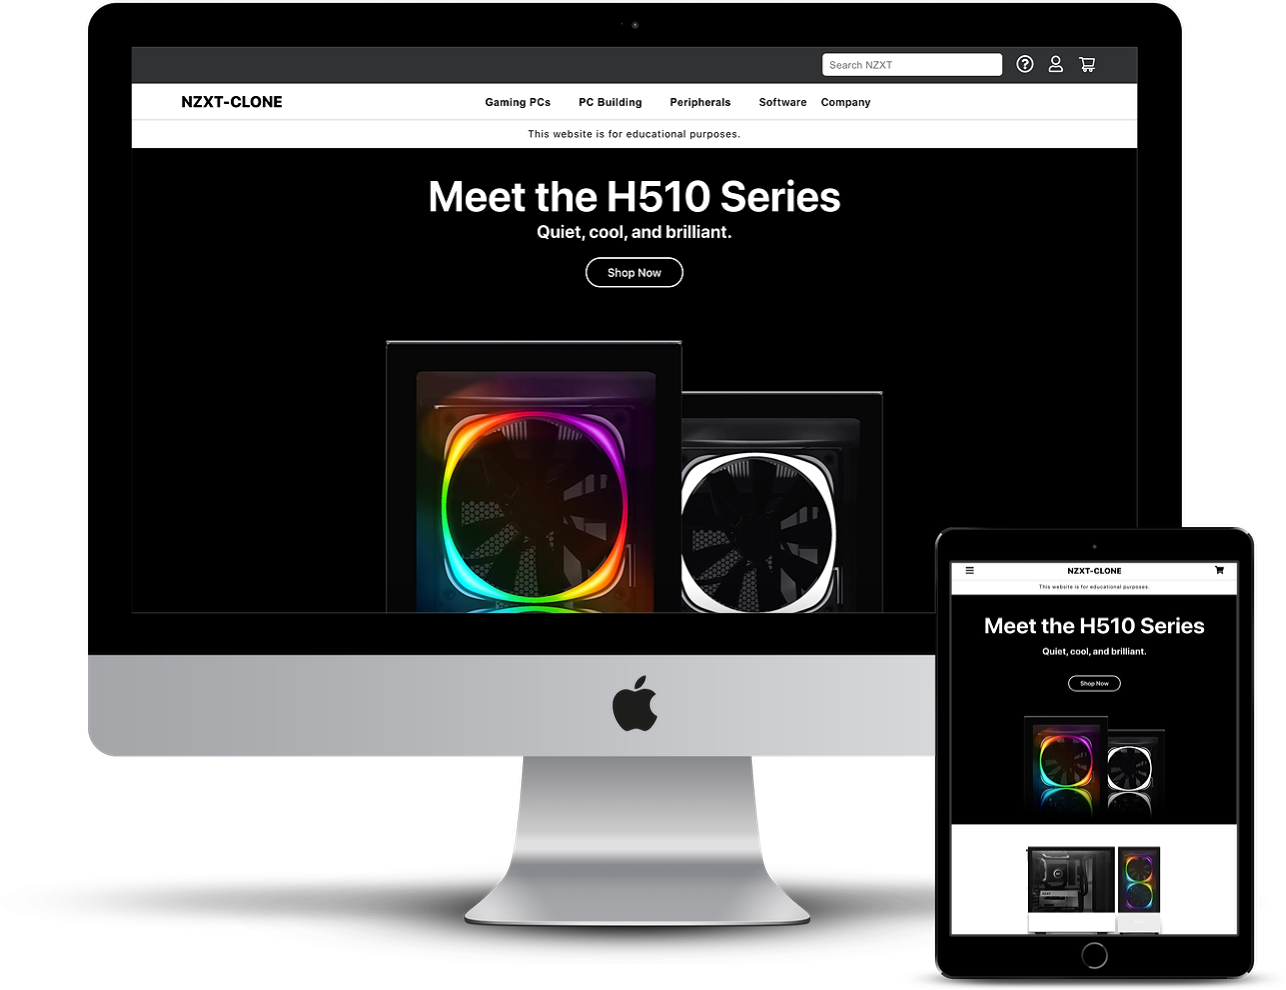 Search NZXT
NZXT-CLONE
Gaming PCs PC Building Peripherals Software Company
This website is for educational purposes.
Meet the H510 Series
Quiet, cool, and brilliant.
Shop Now
NZXT-CLONE
This website is for educational purposes.
Meet the H510 Series
Quiet, cool, and brilliant.
Shop Now